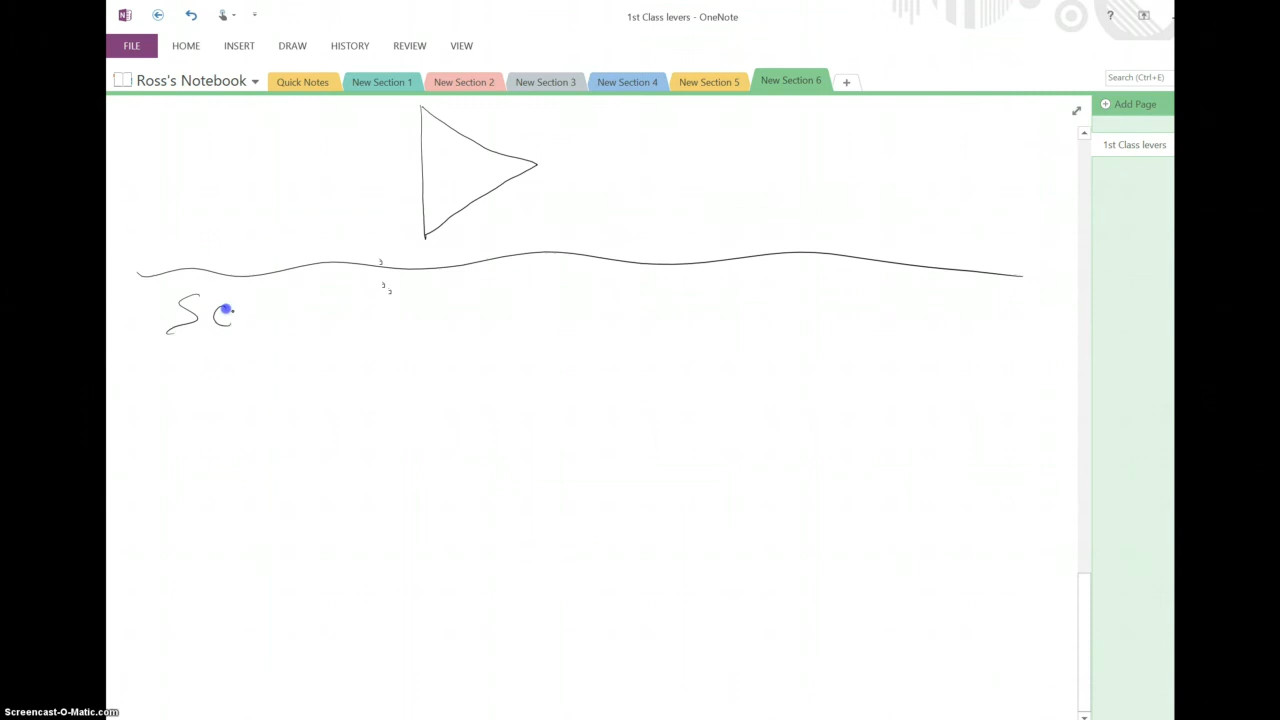 1st Class levers - OneNote
?
FILE HOME INSERT DRAW HISTORY REVIEW VIEW
Ross's Notebook Quick Notes New Section 1 New Section 2 New Section 3 New Section 4 New Section 5 New Section 6 + Search (Ctrl+E)
+ Add Page
1st Class levers
S
Screencast-O-Matic.com